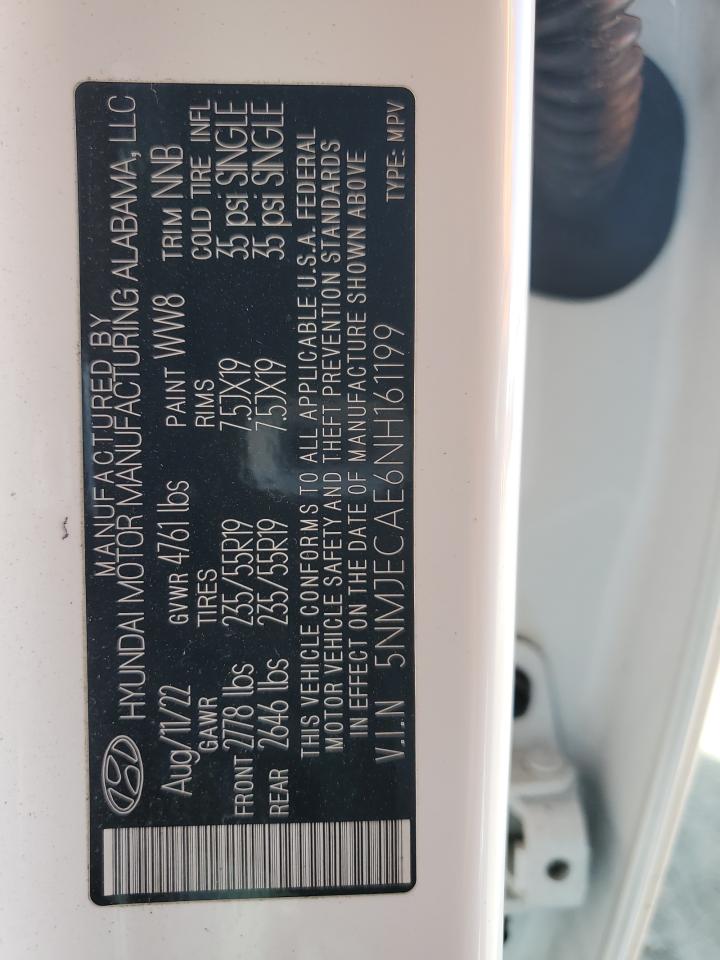 MANUFACTURED BY
HYUNDAI MOTOR MANUFACTURING ALABAMA, LLC
Aug/11/22 GVWR 4761 lbs PAINT WW8 TRIM NNB
GAWR TIRES RIMS COLD TIRE INFL
FRONT 2778 lbs 235/55R19 7.5JX19 35 psi SINGLE
REAR 2646 lbs 235/55R19 7.5JX19 35 psi SINGLE
THIS VEHICLE CONFORMS TO ALL APPLICABLE U.S.A. FEDERAL
MOTOR VEHICLE SAFETY AND THEFT PREVENTION STANDARDS
IN EFFECT ON THE DATE OF MANUFACTURE SHOWN ABOVE
V.I.N 5NMJECAE6NH161199 TYPE: MPV